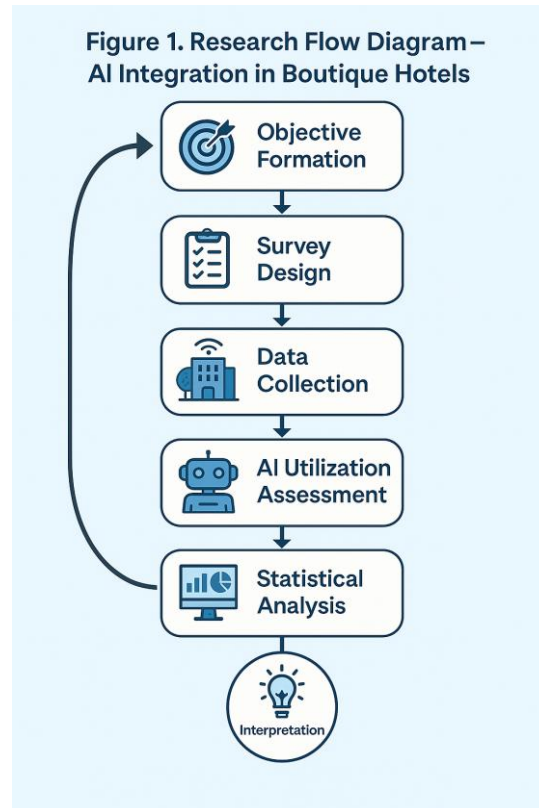 Figure 1. Research Flow Diagram–
AI Integration in Boutique Hotels
Objective
Formation
Survey
Design
Data
Collection
AI Utilization
Assessment
Statistical
Analysis
Interpretation